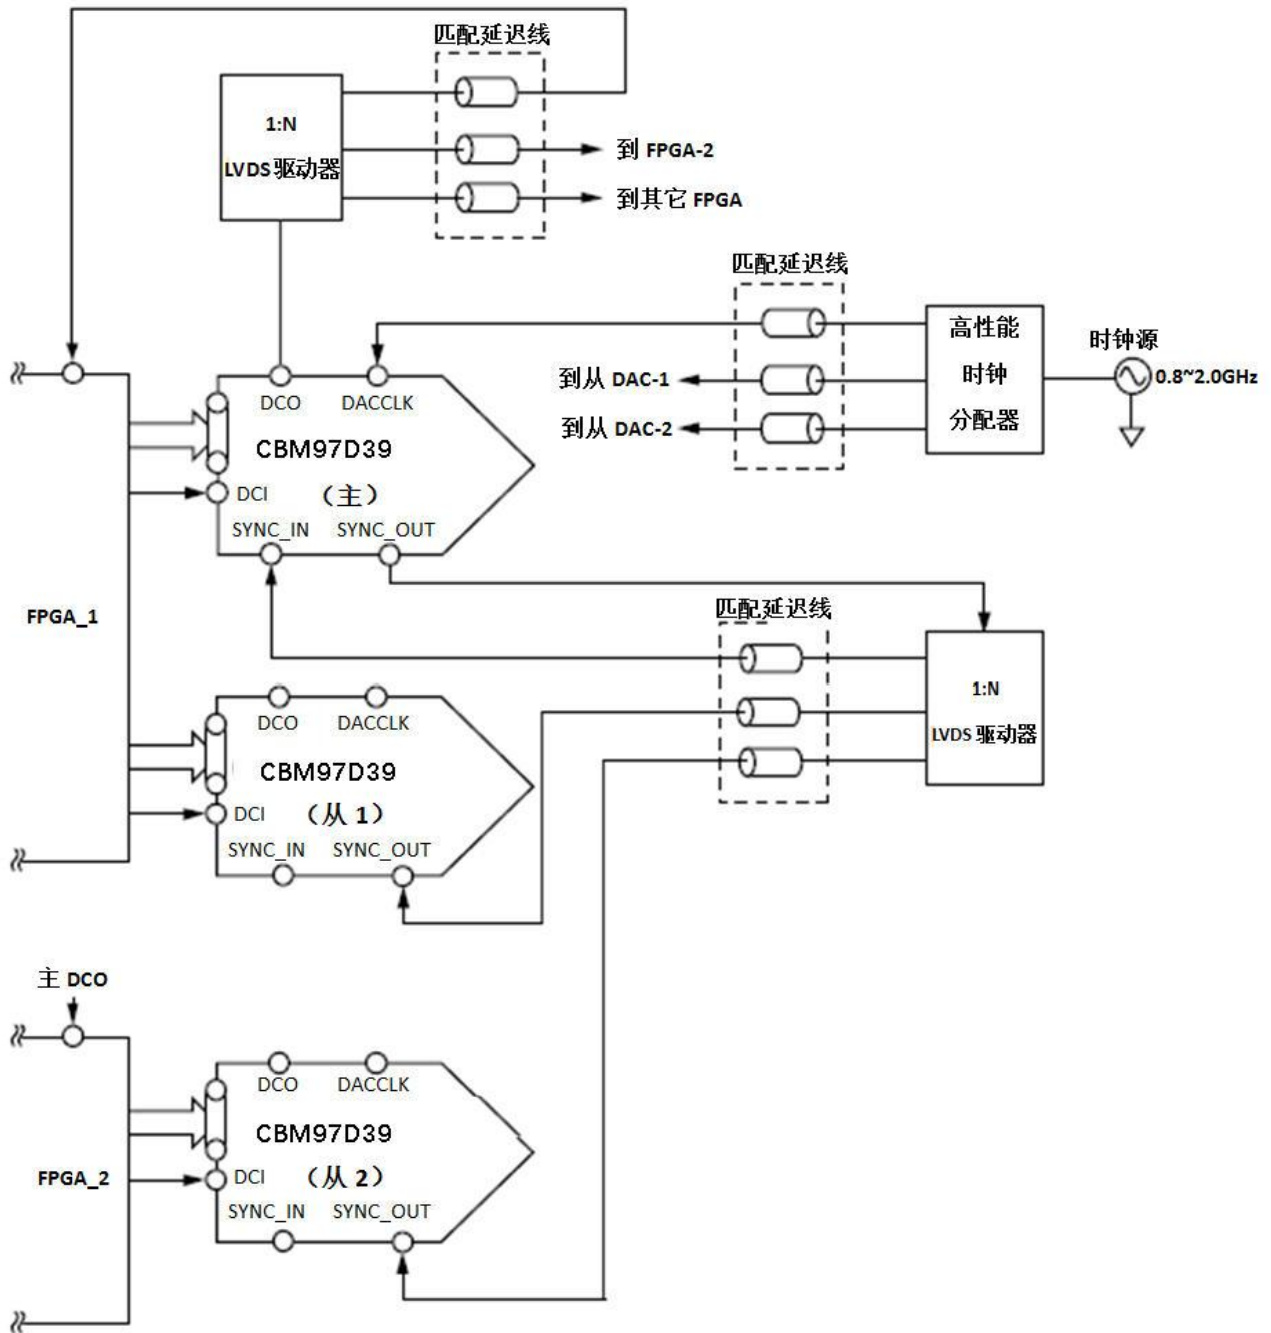 匹配延迟线
1:N
LVDS 驱动器
到 FPGA-2
到其它 FPGA
匹配延迟线
高性能
时钟
分配器
时钟源
0.8~2.0GHz
到从 DAC-1
到从 DAC-2
DCO
DACCLK
CBM97D39
DCI
（主）
SYNC_IN
SYNC_OUT
FPGA_1
匹配延迟线
1:N
LVDS 驱动器
DCO
DACCLK
CBM97D39
DCI
（从 1）
SYNC_IN
SYNC_OUT
主 DCO
DCO
DACCLK
CBM97D39
FPGA_2
DCI
（从 2）
SYNC_IN
SYNC_OUT